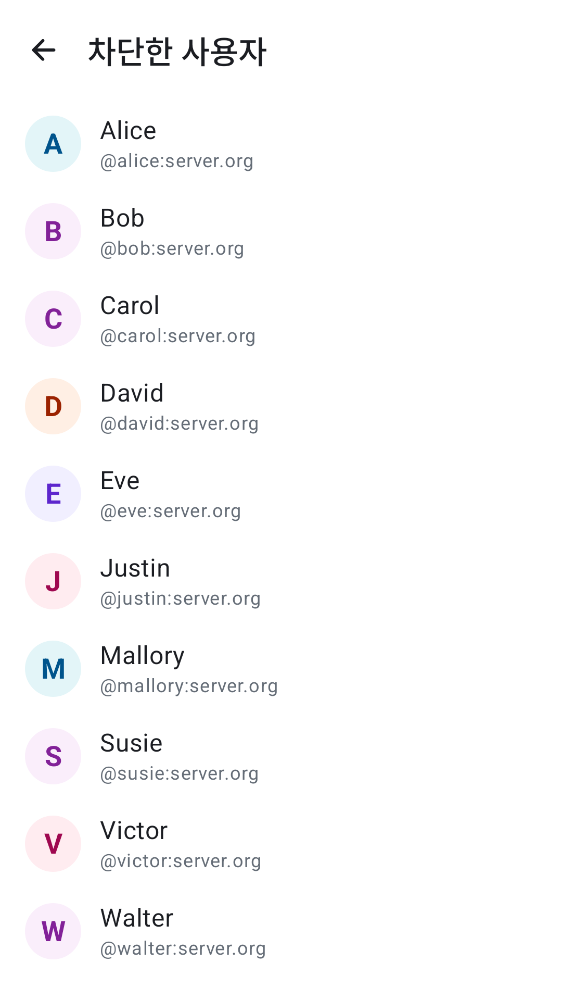 차단한 사용자
A
Alice
@alice:server.org
B
Bob
@bob:server.org
C
Carol
@carol:server.org
D
David
@david:server.org
E
Eve
@eve:server.org
J
Justin
@justin:server.org
M
Mallory
@mallory:server.org
S
Susie
@susie:server.org
V
Victor
@victor:server.org
W
Walter
@walter:server.org